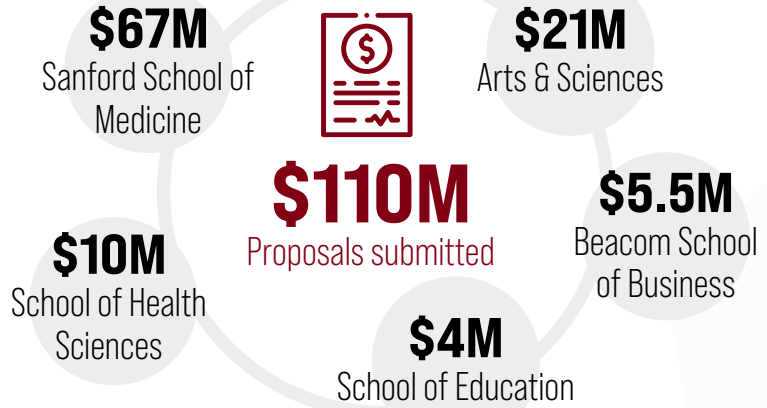 $67M
Sanford School of
Medicine
$21M
Arts & Sciences
$110M
Proposals submitted
$5.5M
Beacom School
of Business
$10M
School of Health
Sciences
$4M
School of Education